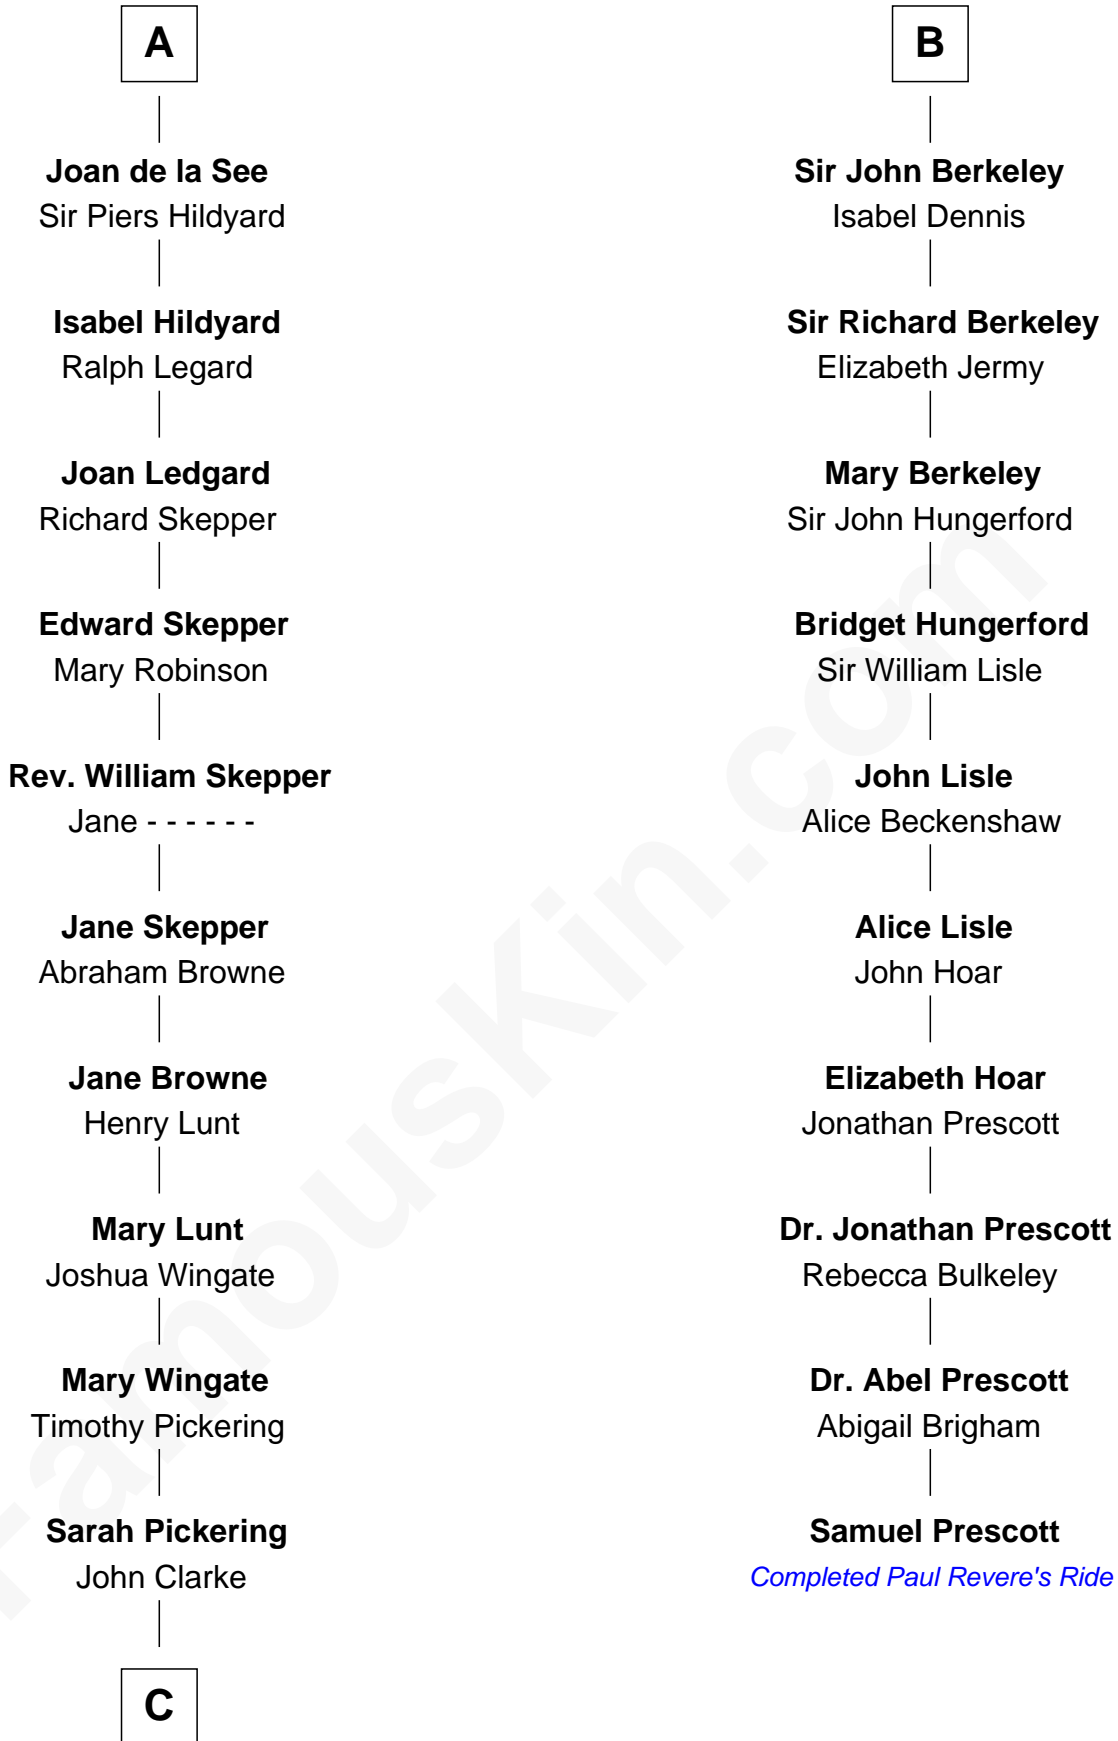 A
Joan de la See
Sir Piers Hildyard
Isabel Hildyard
Ralph Legard
Joan Ledgard
Richard Skepper
Edward Skepper
Mary Robinson
Rev. William Skepper
Jane - - - - - -
Jane Skepper
Abraham Browne
Jane Browne
Henry Lunt
Mary Lunt
Joshua Wingate
Mary Wingate
Timothy Pickering
Sarah Pickering
John Clarke
C
B
Sir John Berkeley
Isabel Dennis
Sir Richard Berkeley
Elizabeth Jermy
Mary Berkeley
Sir John Hungerford
Bridget Hungerford
Sir William Lisle
John Lisle
Alice Beckenshaw
Alice Lisle
John Hoar
Elizabeth Hoar
Jonathan Prescott
Dr. Jonathan Prescott
Rebecca Bulkeley
Dr. Abel Prescott
Abigail Brigham
Samuel Prescott
Completed Paul Revere's Ride
FamousKin.com